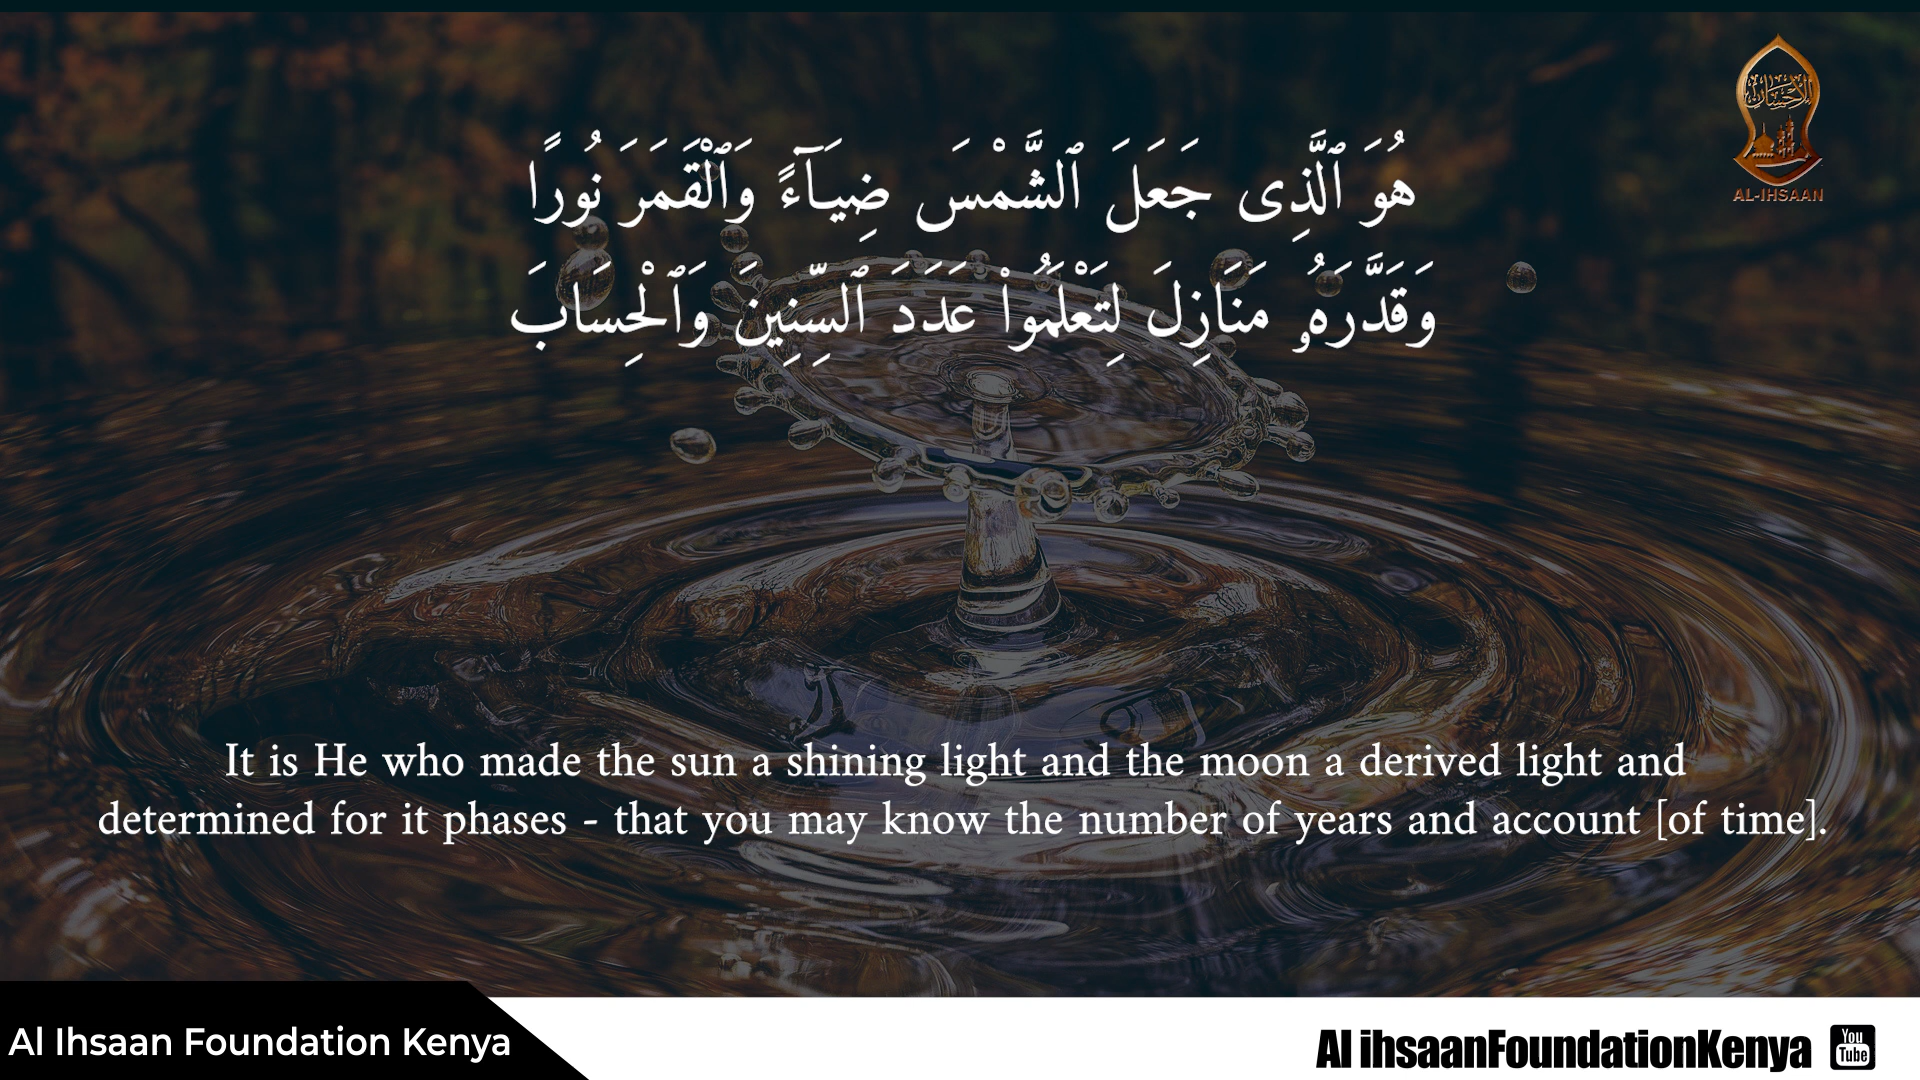 الاحسان
AL-IHSAAN
هُوَ ٱلَّذِى جَعَلَ ٱلشَّمْسَ ضِيَآءً وَٱلْقَمَرَ نُورًا
وَقَدَّرَهُۥ مَنَازِلَ لِتَعْلَمُوا۟ عَدَدَ ٱلسِّنِينَ وَٱلْحِسَابَ
It is He who made the sun a shining light and the moon a derived light and
determined for it phases - that you may know the number of years and account [of time].
Al Ihsaan Foundation Kenya
Al ihsaanFoundationKenya
You
Tube